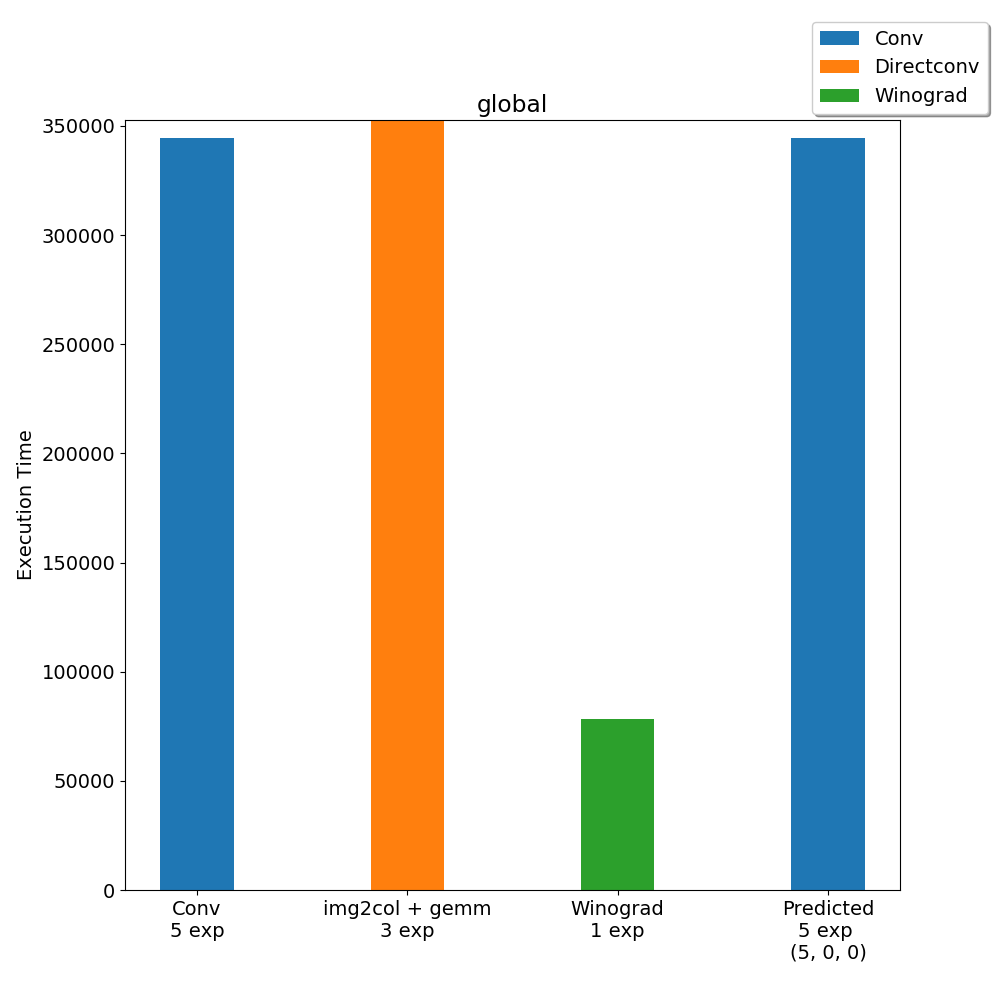 Conv
Directconv
Winograd
global
350000
300000
250000
200000
150000
100000
50000
0
Execution Time
Conv
5 exp
img2col + gemm
3 exp
Winograd
1 exp
Predicted
5 exp
(5, 0, 0)